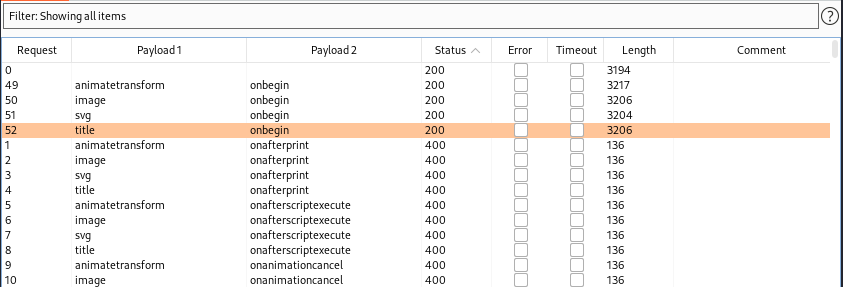 Filter: Showing all items ?
Request Payload 1 Payload 2 Status Error Timeout Length Comment
0 200 3194
49 animatetransform onbegin 200 3217
50 image onbegin 200 3206
51 svg onbegin 200 3204
52 title onbegin 200 3206
1 animatetransform onafterprint 400 136
2 image onafterprint 400 136
3 svg onafterprint 400 136
4 title onafterprint 400 136
5 animatetransform onafterscriptexecute 400 136
6 image onafterscriptexecute 400 136
7 svg onafterscriptexecute 400 136
8 title onafterscriptexecute 400 136
9 animatetransform onanimationcancel 400 136
10 image onanimationcancel 400 136